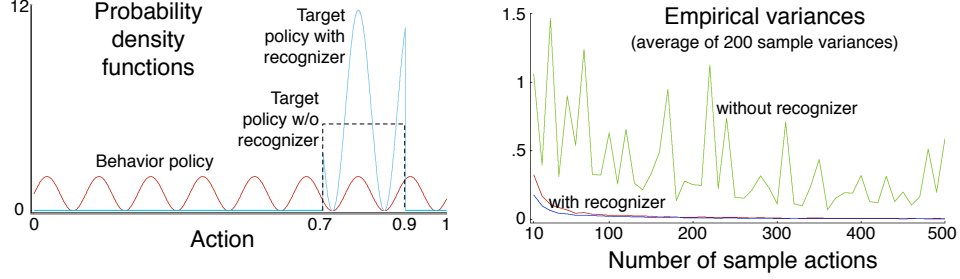 12
Probability
density
functions
Target
policy with
recognizer
Target
policy w/o
recognizer
Behavior policy
0
0
0.7
0.9
1
Action
Empirical variances
(average of 200 sample variances)
1.5
1
.5
0
without recognizer
with recognizer
10
100
200
300
400
500
Number of sample actions